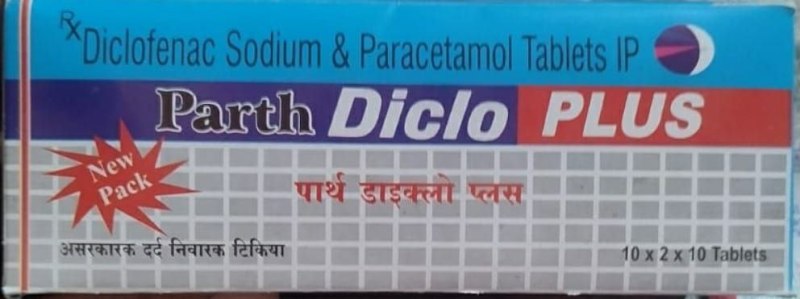 Rx Diclofenac Sodium & Paracetamol Tablets IP
Parth Diclo PLUS
New
Pack
पार्थ डाइक्लो प्लस
असरकारक दर्द निवारक टिकिया
10 x 2 x 10 Tablets